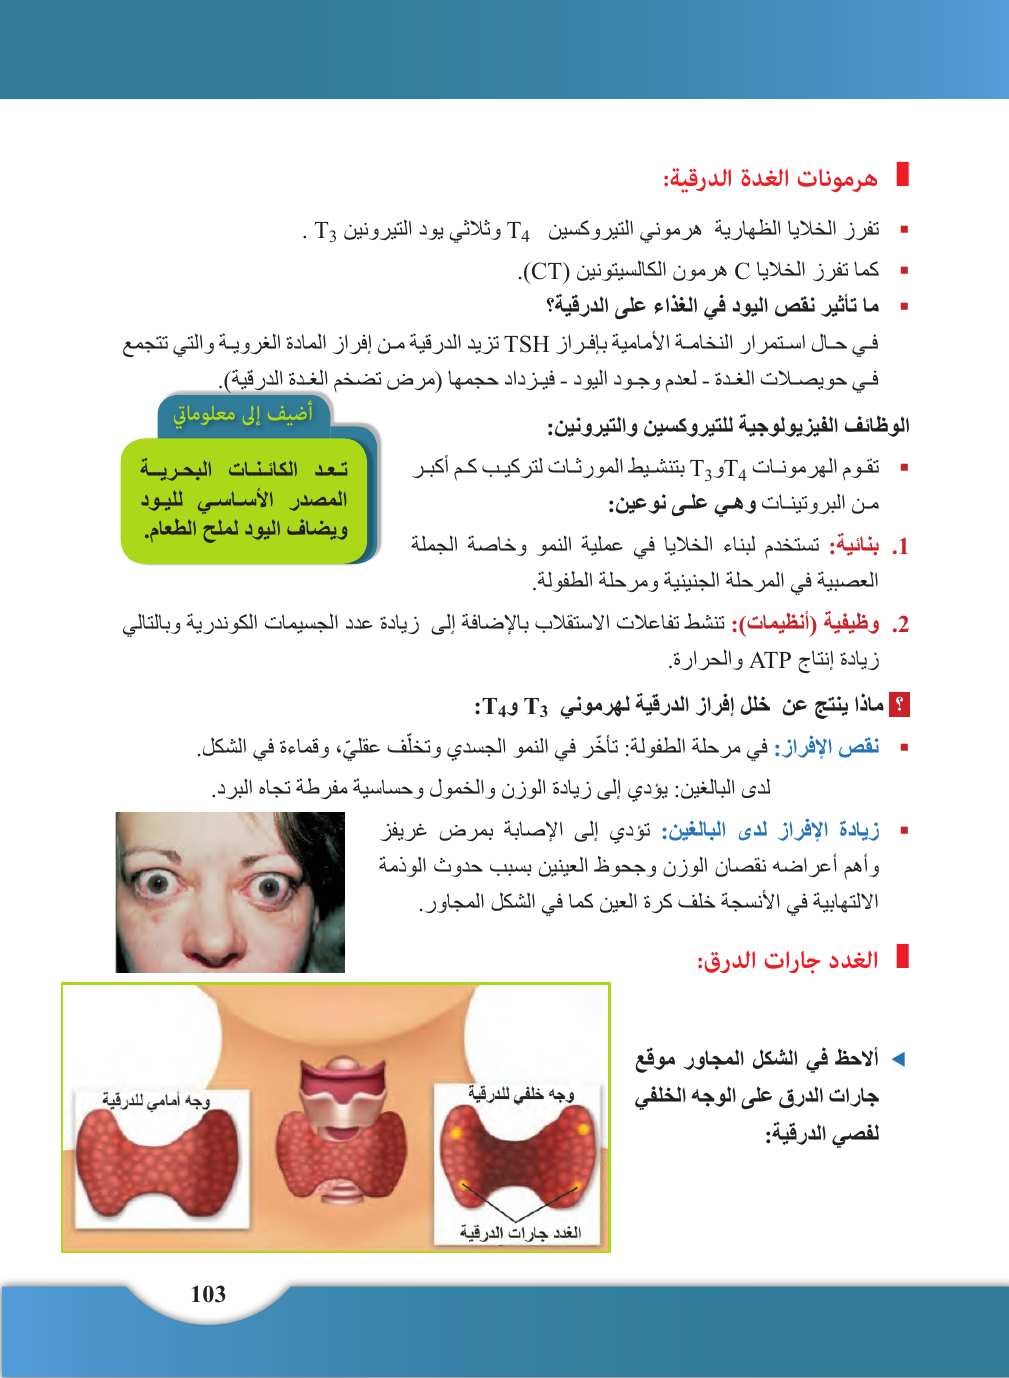 هرمونات الغدة الدرقية:
تفرز الخلايا الظهارية هرموني التيروكسين T4 وثلاثي يود التيرونين T3 .
كما تفرز الخلايا C هرمون الكالسيتونين (CT).
ما تأثير نقص اليود في الغذاء على الدرقية؟
في حال استمرار النخامة الأمامية بإفراز TSH تزيد الدرقية من إفراز المادة الغروية والتي تتجمع
في حويصلات الغدة - لعدم وجود اليود - فيزداد حجمها (مرض تضخم الغدة الدرقية).
أضيف إلى معلوماتي
تعد الكائنات البحرية
المصدر الأساسي لليود
ويضاف اليود لملح الطعام.
الوظائف الفيزيولوجية للتيروكسين والتيرونين:
تقوم الهرمونات T4 وT3 بتنشيط المورثات لتركيب كم أكبر
من البروتينات وهي على نوعين:
1. بنائية: تستخدم لبناء الخلايا في عملية النمو وخاصة الجملة
العصبية في المرحلة الجنينية ومرحلة الطفولة.
2. وظيفية (أنظيمات): تنشط تفاعلات الاستقلاب بالإضافة إلى زيادة عدد الجسيمات الكوندرية وبالتالي
زيادة إنتاج ATP والحرارة.
؟ ماذا ينتج عن خلل إفراز الدرقية لهرموني T3 وT4:
نقص الإفراز: في مرحلة الطفولة: تأخّر في النمو الجسدي وتخلّف عقليّ، وقماءة في الشكل.
لدى البالغين: يؤدي إلى زيادة الوزن والخمول وحساسية مفرطة تجاه البرد.
زيادة الإفراز لدى البالغين: تؤدي إلى الإصابة بمرض غريفز
وأهم أعراضه نقصان الوزن وجحوظ العينين بسبب حدوث الوذمة
الالتهابية في الأنسجة خلف كرة العين كما في الشكل المجاور.
الغدد جارات الدرق:
ألاحظ في الشكل المجاور موقع
جارات الدرق على الوجه الخلفي
لفصي الدرقية:
وجه خلفي للدرقية
وجه أمامي للدرقية
الغدد جارات الدرقية
103